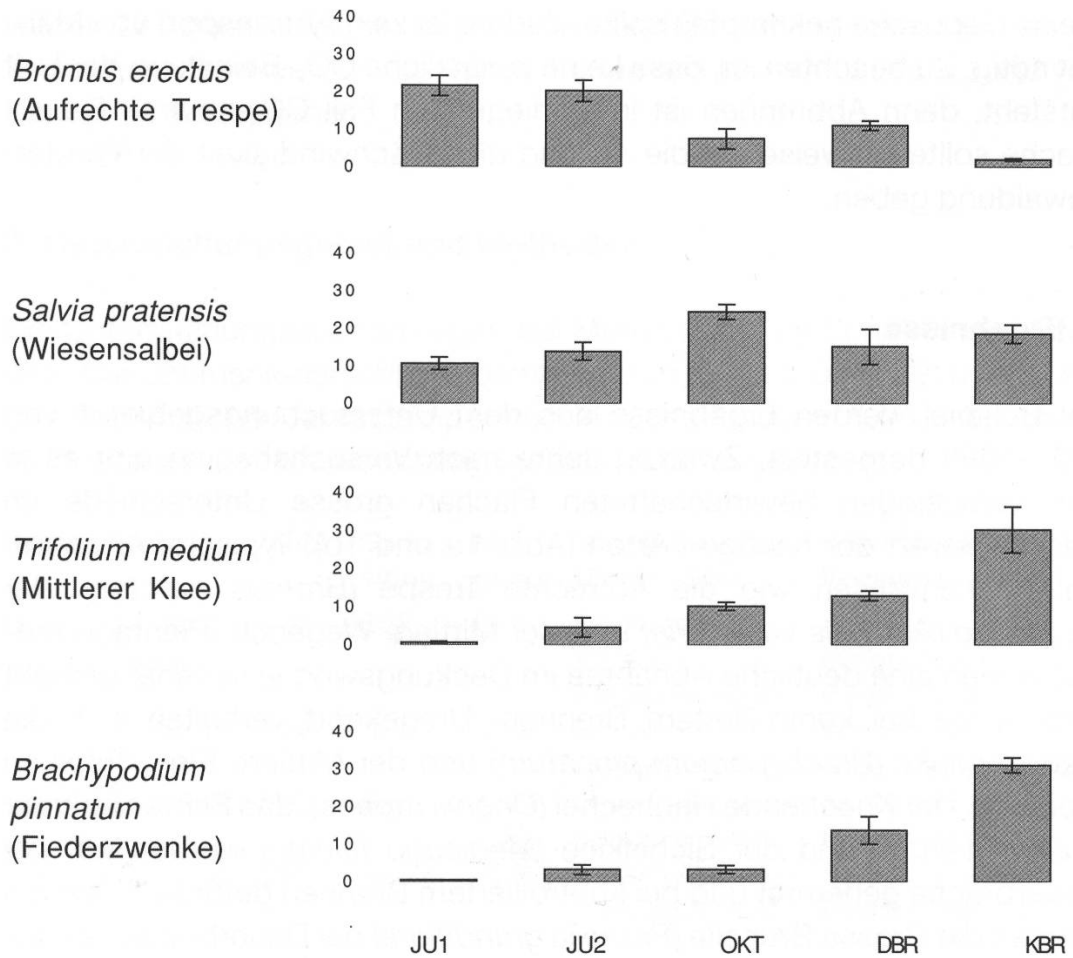 Bromus erectus
(Aufrechte Trespe)
40
30
20
10
0
Salvia pratensis
(Wiesensalbei)
40
30
20
10
0
Trifolium medium
(Mittlerer Klee)
40
30
20
10
0
Brachypodium
pinnatum
(Fiederzwenke)
40
30
20
10
0
JU1 JU2 OKT DBR KBR